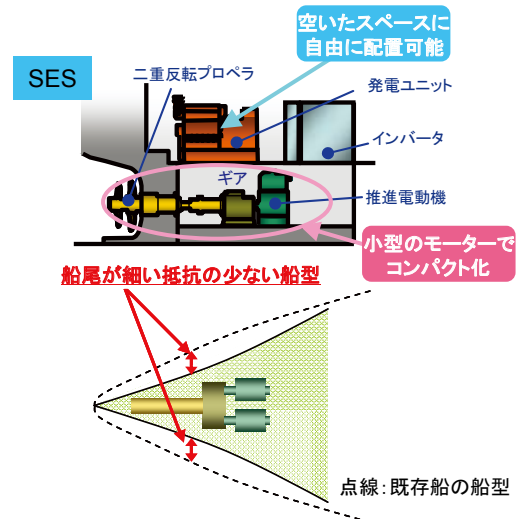 空いたスペースに
自由に配置可能
SES
二重反転プロペラ
発電ユニット
インバータ
ギア
推進電動機
小型のモーターで
コンパクト化
船尾が細い抵抗の少ない船型
点線:既存船の船型